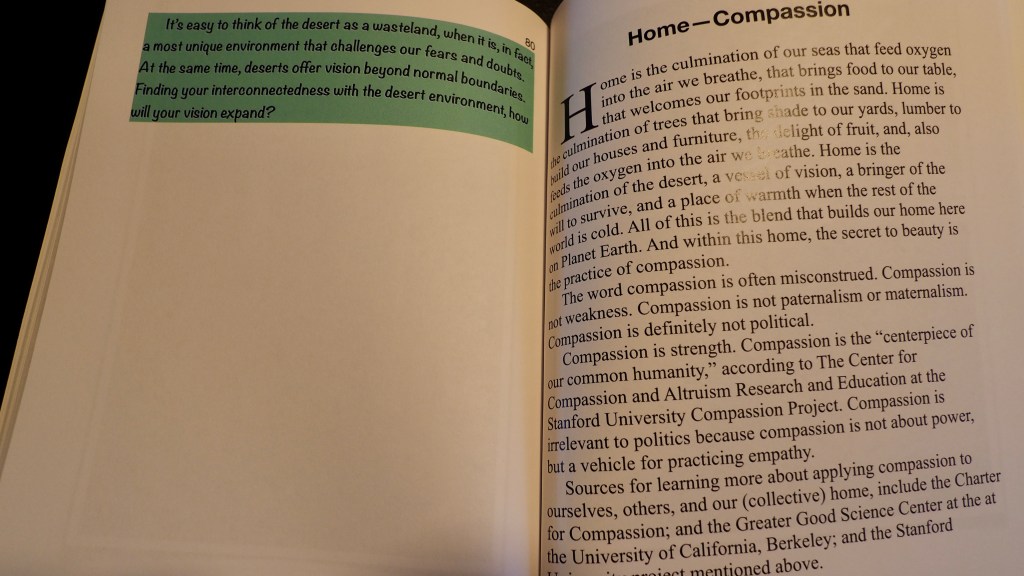 It's easy to think of the desert as a wasteland, when it is, in fact
a most unique environment that challenges our fears and doubts.
At the same time, deserts offer vision beyond normal boundaries.
Finding your interconnectedness with the desert environment, how
will your vision expand?
80
Home—Compassion
Home is the culmination of our seas that feed oxygen
into the air we breathe, that brings food to our table,
that welcomes our footprints in the sand. Home is
the culmination of trees that bring shade to our yards, lumber to
build our houses and furniture, the delight of fruit, and, also
feeds the oxygen into the air we breathe. Home is the
culmination of the desert, a vessel of vision, a bringer of the
will to survive, and a place of warmth when the rest of the
world is cold. All of this is the blend that builds our home here
on Planet Earth. And within this home, the secret to beauty is
the practice of compassion.
The word compassion is often misconstrued. Compassion is
not weakness. Compassion is not paternalism or maternalism.
Compassion is definitely not political.
Compassion is strength. Compassion is the “centerpiece of
our common humanity,” according to The Center for
Compassion and Altruism Research and Education at the
Stanford University Compassion Project. Compassion is
irrelevant to politics because compassion is not about power,
but a vehicle for practicing empathy.
Sources for learning more about applying compassion to
ourselves, others, and our (collective) home, include the Charter
for Compassion; and the Greater Good Science Center at the at
the University of California, Berkeley; and the Stanford
University project mentioned above.